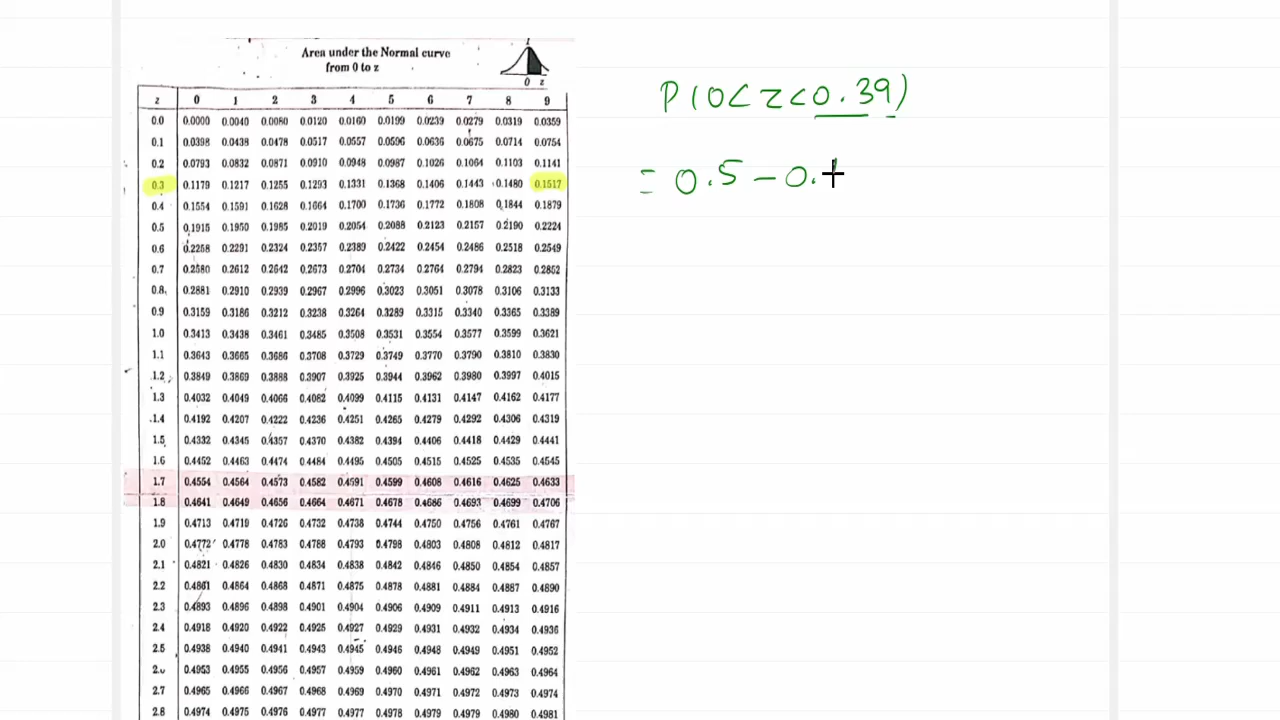 Area under the Normal curve
from 0 to z
0 z
z 0 1 2 3 4 5 6 7 8 9
0.0 0.0000 0.0040 0.0080 0.0120 0.0160 0.0199 0.0239 0.0279 0.0319 0.0359
0.1 0.0398 0.0438 0.0478 0.0517 0.0557 0.0596 0.0636 0.0675 0.0714 0.0754
0.2 0.0793 0.0832 0.0871 0.0910 0.0948 0.0987 0.1026 0.1064 0.1103 0.1141
0.3 0.1179 0.1217 0.1255 0.1293 0.1331 0.1368 0.1406 0.1443 0.1480 0.1517
0.4 0.1554 0.1591 0.1628 0.1664 0.1700 0.1736 0.1772 0.1808 0.1844 0.1879
0.5 0.1915 0.1950 0.1985 0.2019 0.2054 0.2088 0.2123 0.2157 0.2190 0.2224
0.6 0.2258 0.2291 0.2324 0.2357 0.2389 0.2422 0.2454 0.2486 0.2518 0.2549
0.7 0.2580 0.2612 0.2642 0.2673 0.2704 0.2734 0.2764 0.2794 0.2823 0.2852
0.8 0.2881 0.2910 0.2939 0.2967 0.2996 0.3023 0.3051 0.3078 0.3106 0.3133
0.9 0.3159 0.3186 0.3212 0.3238 0.3264 0.3289 0.3315 0.3340 0.3365 0.3389
1.0 0.3413 0.3438 0.3461 0.3485 0.3508 0.3531 0.3554 0.3577 0.3599 0.3621
1.1 0.3643 0.3665 0.3686 0.3708 0.3729 0.3749 0.3770 0.3790 0.3810 0.3830
1.2 0.3849 0.3869 0.3888 0.3907 0.3925 0.3944 0.3962 0.3980 0.3997 0.4015
1.3 0.4032 0.4049 0.4066 0.4082 0.4099 0.4115 0.4131 0.4147 0.4162 0.4177
1.4 0.4192 0.4207 0.4222 0.4236 0.4251 0.4265 0.4279 0.4292 0.4306 0.4319
1.5 0.4332 0.4345 0.4357 0.4370 0.4382 0.4394 0.4406 0.4418 0.4429 0.4441
1.6 0.4452 0.4463 0.4474 0.4484 0.4495 0.4505 0.4515 0.4525 0.4535 0.4545
1.7 0.4554 0.4564 0.4573 0.4582 0.4591 0.4599 0.4608 0.4616 0.4625 0.4633
1.8 0.4641 0.4649 0.4656 0.4664 0.4671 0.4678 0.4686 0.4693 0.4699 0.4706
1.9 0.4713 0.4719 0.4726 0.4732 0.4738 0.4744 0.4750 0.4756 0.4761 0.4767
2.0 0.4772 0.4778 0.4783 0.4788 0.4793 0.4798 0.4803 0.4808 0.4812 0.4817
2.1 0.4821 0.4826 0.4830 0.4834 0.4838 0.4842 0.4846 0.4850 0.4854 0.4857
2.2 0.4861 0.4864 0.4868 0.4871 0.4875 0.4878 0.4881 0.4884 0.4887 0.4890
2.3 0.4893 0.4896 0.4898 0.4901 0.4904 0.4906 0.4909 0.4911 0.4913 0.4916
2.4 0.4918 0.4920 0.4922 0.4925 0.4927 0.4929 0.4931 0.4932 0.4934 0.4936
2.5 0.4938 0.4940 0.4941 0.4943 0.4945 0.4946 0.4948 0.4949 0.4951 0.4952
2.6 0.4953 0.4955 0.4956 0.4957 0.4959 0.4960 0.4961 0.4962 0.4963 0.4964
2.7 0.4965 0.4966 0.4967 0.4968 0.4969 0.4970 0.4971 0.4972 0.4973 0.4974
2.8 0.4974 0.4975 0.4976 0.4977 0.4977 0.4978 0.4979 0.4979 0.4980 0.4981
P(0<z<0.39)
= 0.5 - 0.